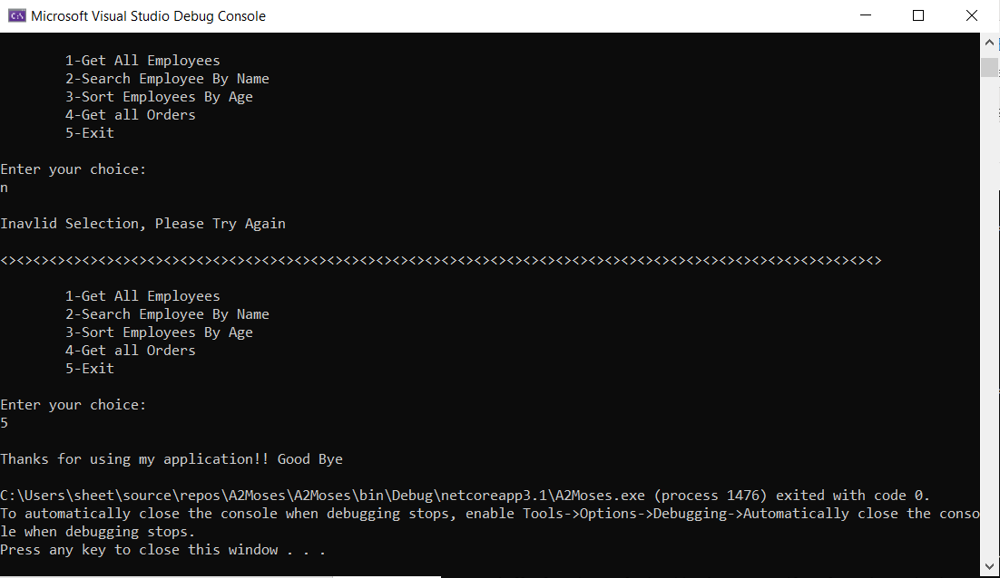 Microsoft Visual Studio Debug Console
1-Get All Employees
2-Search Employee By Name
3-Sort Employees By Age
4-Get all Orders
5-Exit
Enter your choice:
n
Inavlid Selection, Please Try Again
<><><><><><><><><><><><><><><><><><><><><><><><><><><><><><><><><><><><><><><><><><><><><><><><><><><><><><>
1-Get All Employees
2-Search Employee By Name
3-Sort Employees By Age
4-Get all Orders
5-Exit
Enter your choice:
5
Thanks for using my application!! Good Bye
C:\Users\sheet\source\repos\A2Moses\A2Moses\bin\Debug\netcoreapp3.1\A2Moses.exe (process 1476) exited with code 0.
To automatically close the console when debugging stops, enable Tools->Options->Debugging->Automatically close the conso
le when debugging stops.
Press any key to close this window . . .